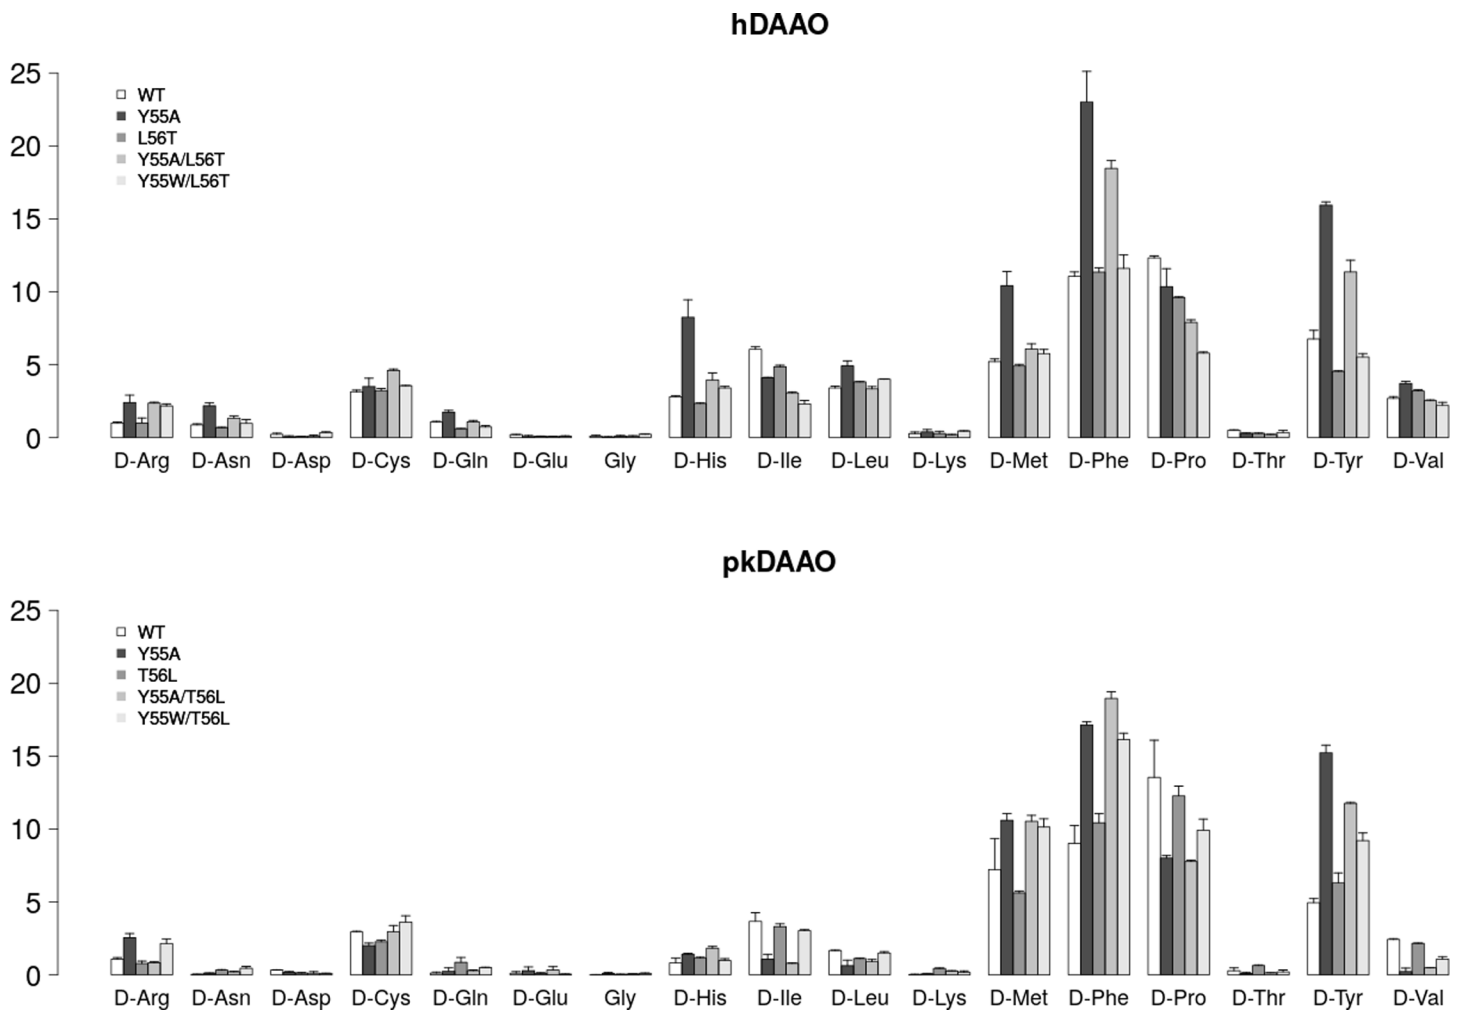 hDAAO
25
20
15
10
5
0
WT
Y55A
L56T
Y55A/L56T
Y55W/L56T
D-Arg D-Asn D-Asp D-Cys D-Gln D-Glu Gly D-His D-Ile D-Leu D-Lys D-Met D-Phe D-Pro D-Thr D-Tyr D-Val
pkDAAO
25
20
15
10
5
0
WT
Y55A
T56L
Y55A/T56L
Y55W/T56L
D-Arg D-Asn D-Asp D-Cys D-Gln D-Glu Gly D-His D-Ile D-Leu D-Lys D-Met D-Phe D-Pro D-Thr D-Tyr D-Val